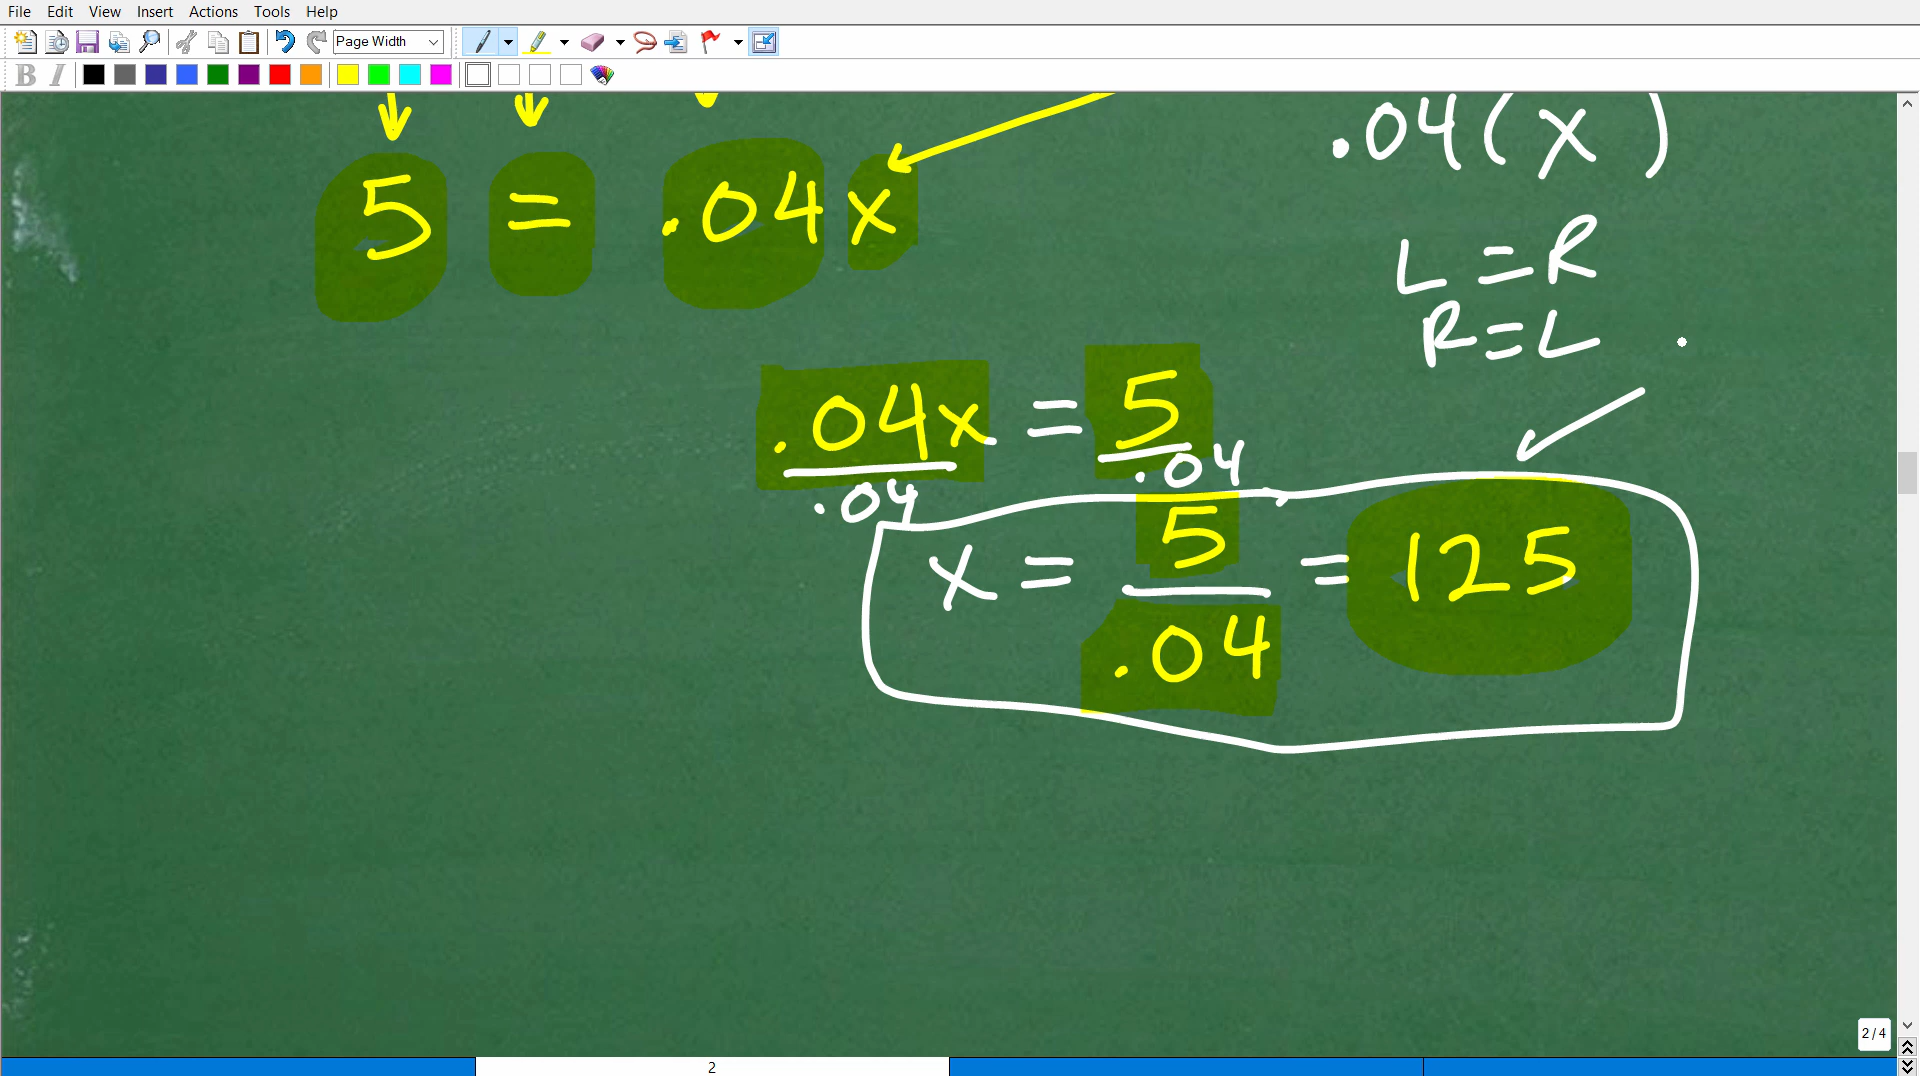 File Edit View Insert Actions Tools Help
Page Width
B I
.04(x)
5 = .04x
L = R
R = L
.04x = 5
.04 .04
x = 5 = 125
.04
2 / 4
2